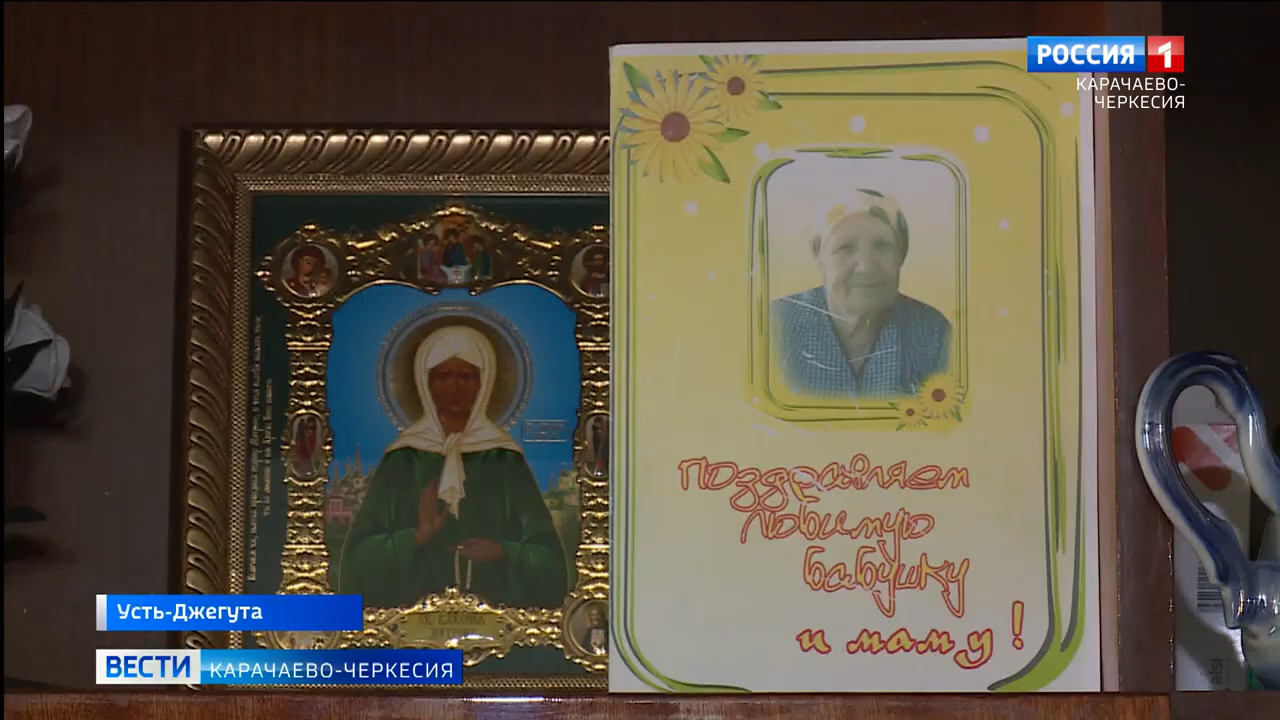 РОССИЯ 1
КАРАЧАЕВО-
ЧЕРКЕСИЯ
Поздравляем
любимую
бабушку
и маму!
Усть-Джегута
ВЕСТИ КАРАЧАЕВО-ЧЕРКЕСИЯ